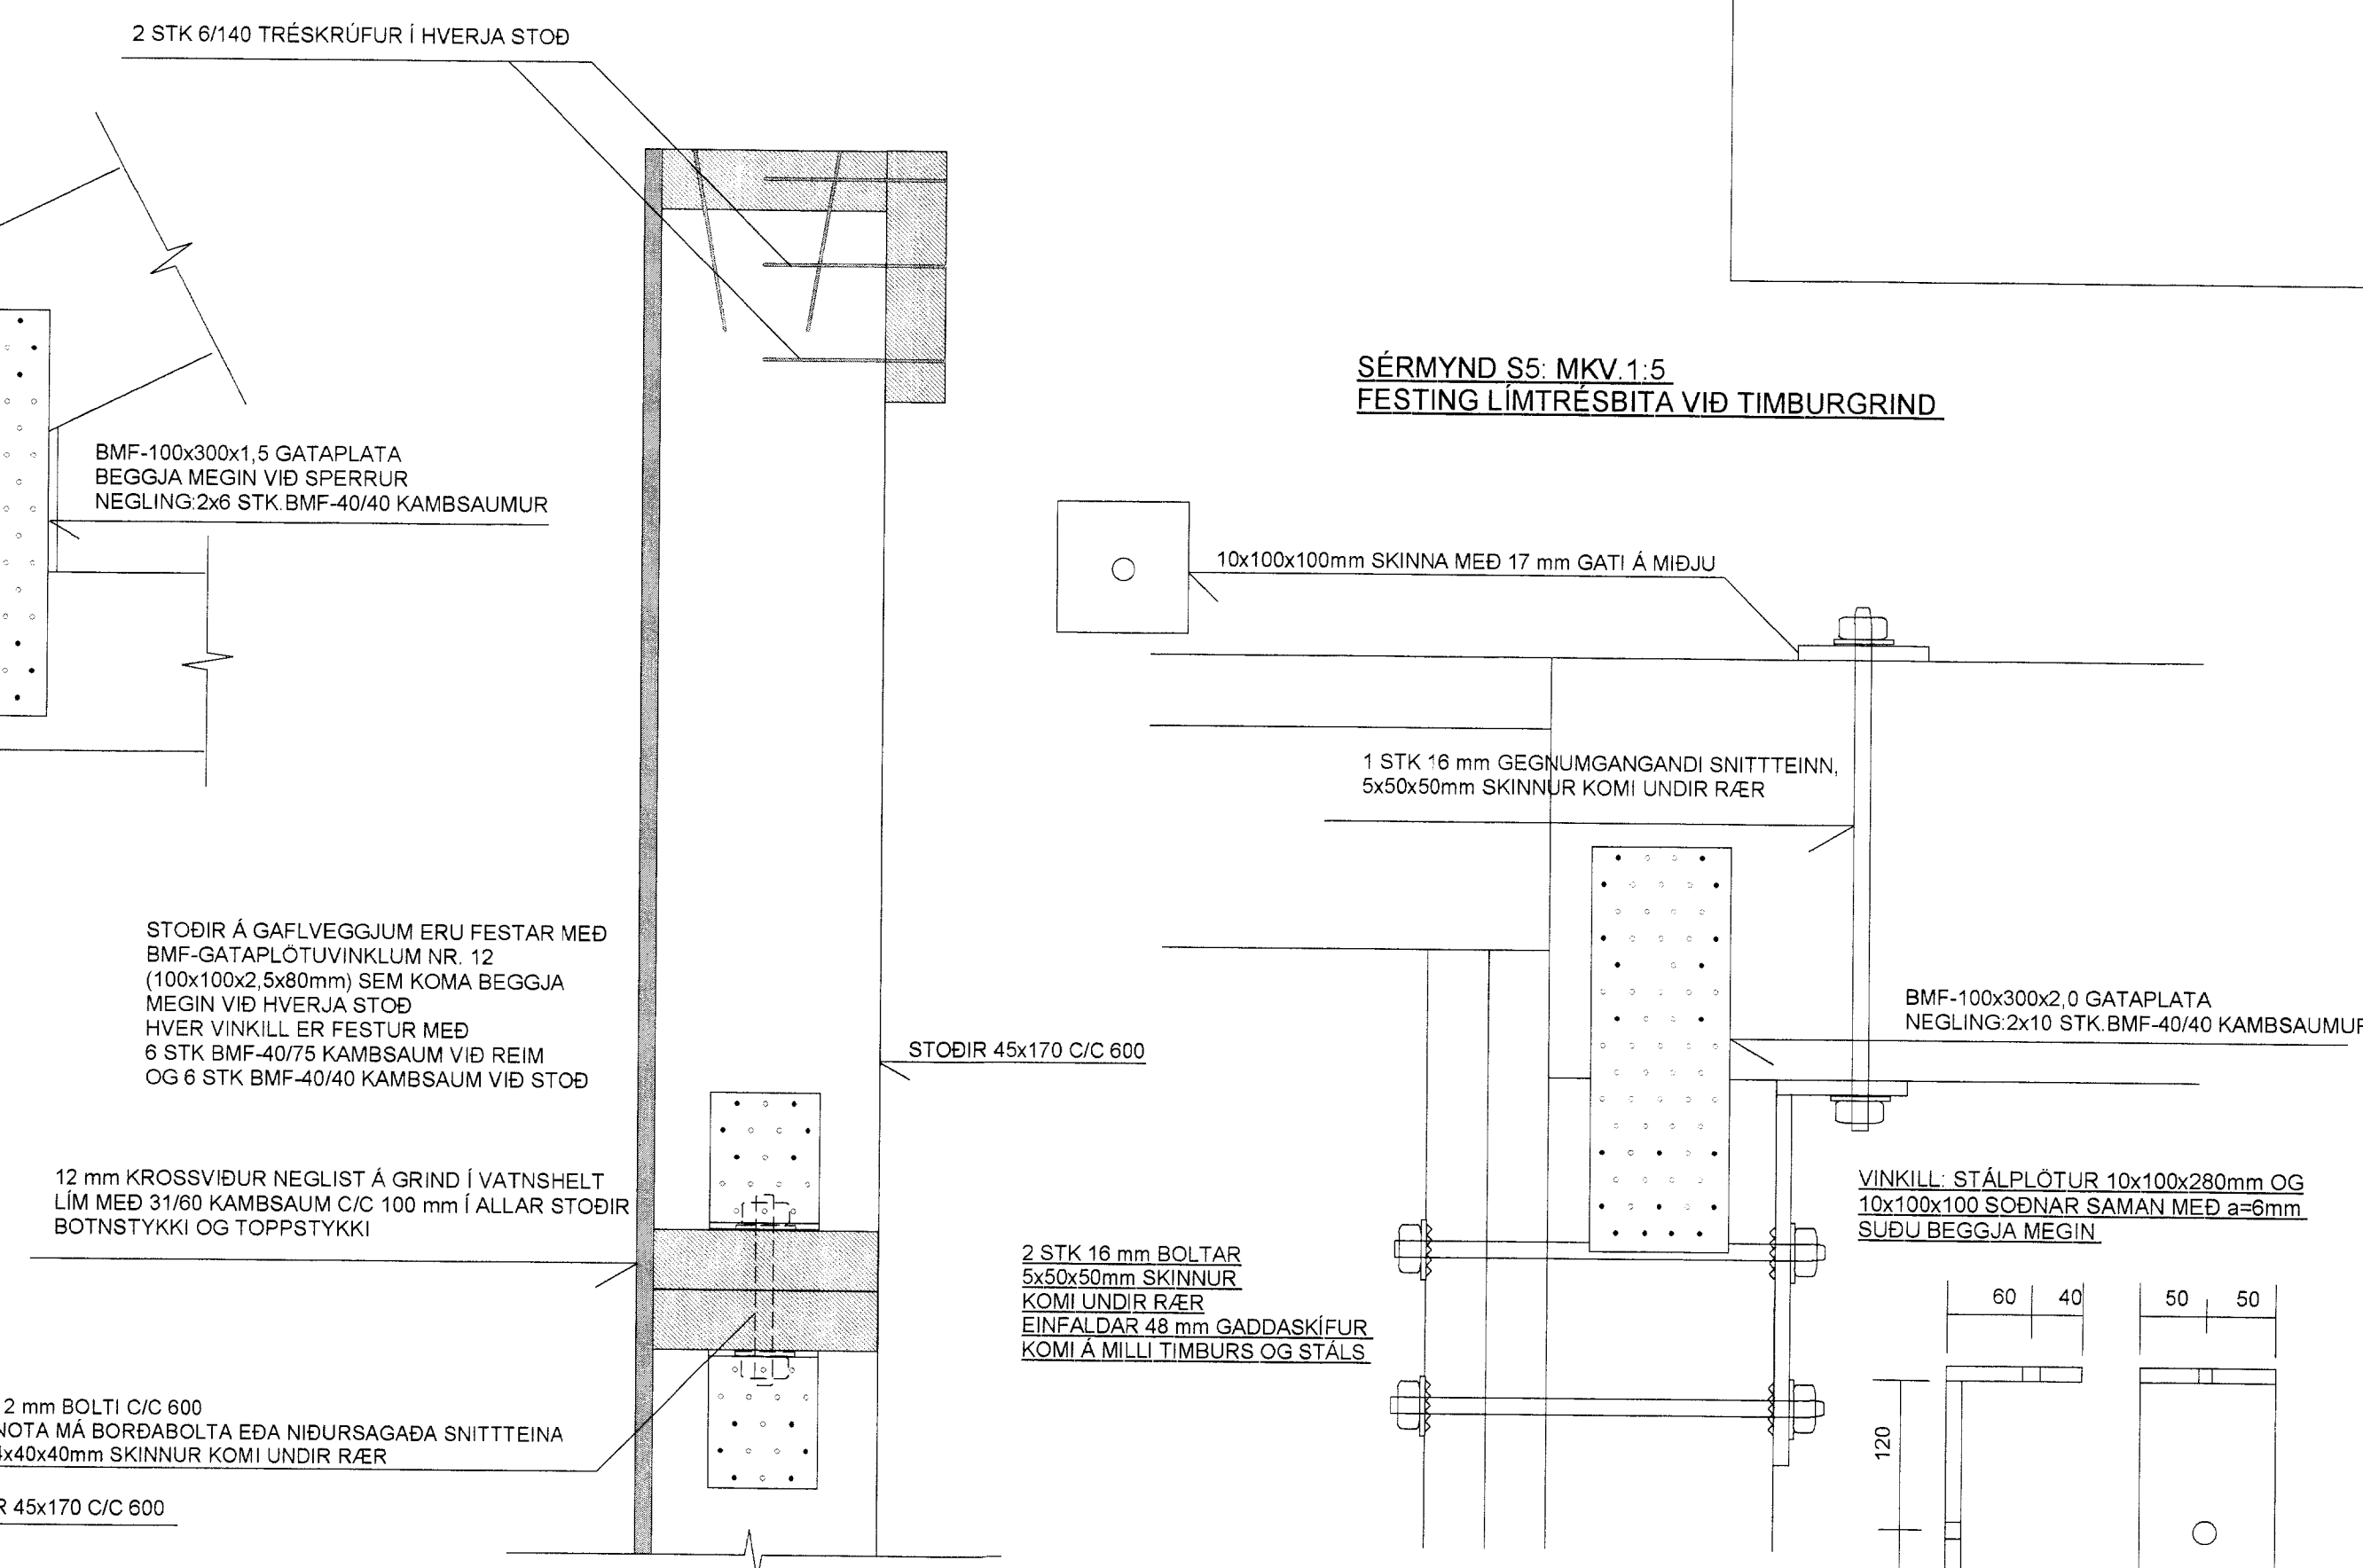 2 STK 6/140 TRÉSKRÚFUR Í HVERJA STOÐ
BMF-100x300x1,5 GATAPLATA
BEGGJA MEGIN VIÐ SPERRUR
NEGLING:2x6 STK.BMF-40/40 KAMBSAUMUR
STOÐIR Á GAFLVEGGJUM ERU FESTAR MEÐ
BMF-GATAPLÖTUVINKLUM NR. 12
(100x100x2,5x80mm) SEM KOMA BEGGJA
MEGIN VIÐ HVERJA STOÐ
HVER VINKILL ER FESTUR MEÐ
6 STK BMF-40/75 KAMBSAUM VIÐ REIM
OG 6 STK BMF-40/40 KAMBSAUM VIÐ STOÐ
STOÐIR 45x170 C/C 600
12 mm KROSSVIÐUR NEGLIST Á GRIND Í VATNSHELT
LÍM MEÐ 31/60 KAMBSAUM C/C 100 mm Í ALLAR STOÐIR
BOTNSTYKKI OG TOPPSTYKKI
2 mm BOLTI C/C 600
NOTA MÁ BORÐABOLTA EÐA NIÐURSAGAÐA SNITTTEINA
4x40x40mm SKINNUR KOMI UNDIR RÆR
R 45x170 C/C 600
SÉRMYND S5: MKV.1:5
FESTING LÍMTRÉSBITA VIÐ TIMBURGRIND
10x100x100mm SKINNA MEÐ 17 mm GATI Á MIÐJU
1 STK 16 mm GEGNUMGANGANDI SNITTTEINN,
5x50x50mm SKINNUR KOMI UNDIR RÆR
BMF-100x300x2,0 GATAPLATA
NEGLING:2x10 STK.BMF-40/40 KAMBSAUMUR
2 STK 16 mm BOLTAR
5x50x50mm SKINNUR
KOMI UNDIR RÆR
EINFALDAR 48 mm GADDASKÍFUR
KOMI Á MILLI TIMBURS OG STÁLS
VINKILL: STÁLPLÖTUR 10x100x280mm OG
10x100x100 SOÐNAR SAMAN MEÐ a=6mm
SUÐU BEGGJA MEGIN
60 40 50 50
120